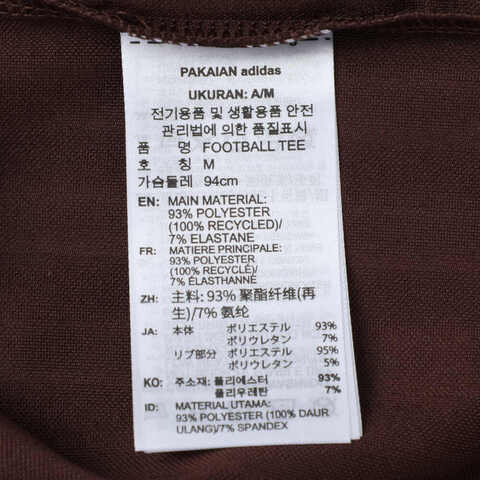 PAKAIAN adidas
UKURAN: A/M
전기용품 및 생활용품 안전
관리법에 의한 품질표시
품 명 FOOTBALL TEE
호 칭 M
가슴둘레 94cm
EN: MAIN MATERIAL:
93% POLYESTER
(100% RECYCLED)/
7% ELASTANE
FR: MATIERE PRINCIPALE:
93% POLYESTER
(100% RECYCLÉ)/
7% ÉLASTHANNE
ZH: 主料: 93% 聚酯纤维(再
生)/7% 氨纶
JA: 本体 ポリエステル 93%
ポリウレタン 7%
リブ部分 ポリエステル 95%
ポリウレタン 5%
KO: 주소재: 폴리에스터 93%
폴리우레탄 7%
ID: MATERIAL UTAMA:
93% POLYESTER (100% DAUR
ULANG)/7% SPANDEX